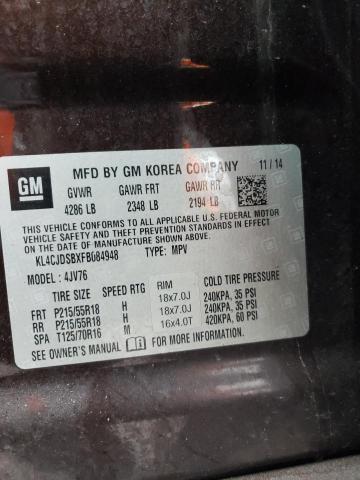 GM
MFD BY GM KOREA COMPANY 11/14
GVWR GAWR FRT GAWR RR
4286 LB 2348 LB 2194 LB
THIS VEHICLE CONFORMS TO ALL APPLICABLE U.S. FEDERAL MOTOR
VEHICLE SAFETY, BUMPER, AND THEFT PREVENTION STANDARDS IN EFFECT
ON THE DATE OF MANUFACTURE SHOWN ABOVE.
KL4CJDSBXFB084948 TYPE: MPV
MODEL: 4JV76
TIRE SIZE SPEED RTG RIM COLD TIRE PRESSURE
FRT P215/55R18 H 18x7.0J 240KPA, 35 PSI
RR P215/55R18 H 18x7.0J 240KPA, 35 PSI
SPA T125/70R16 M 16x4.0T 420KPA, 60 PSI
SEE OWNER'S MANUAL FOR MORE INFORMATION